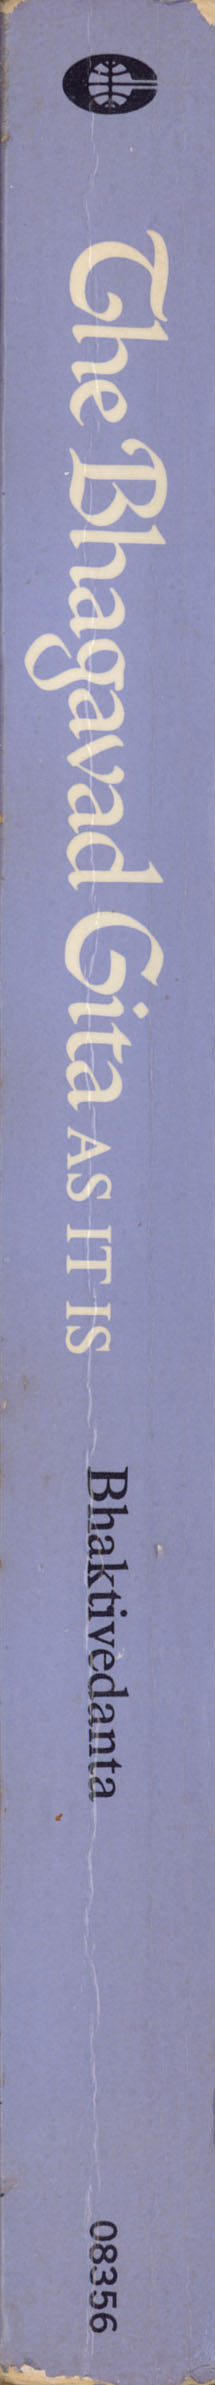 The Bhagavad Gita AS IT IS
Bhaktivedanta
08356